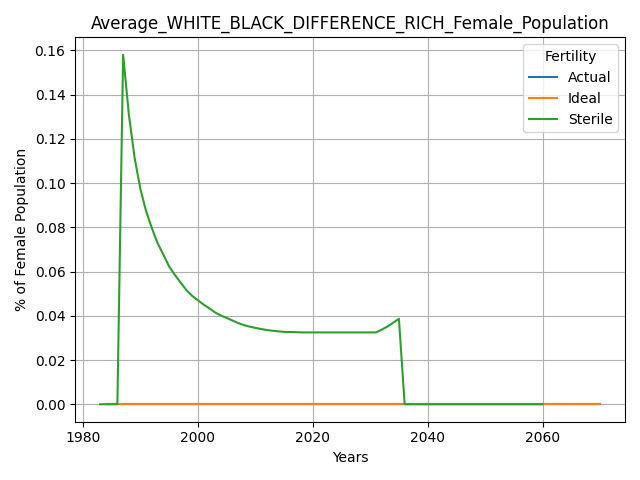 Average_WHITE_BLACK_DIFFERENCE_RICH_Female_Population
Fertility
Actual
Ideal
Sterile
% of Female Population
0.16
0.14
0.12
0.10
0.08
0.06
0.04
0.02
0.00
1980 2000 2020 2040 2060
Years